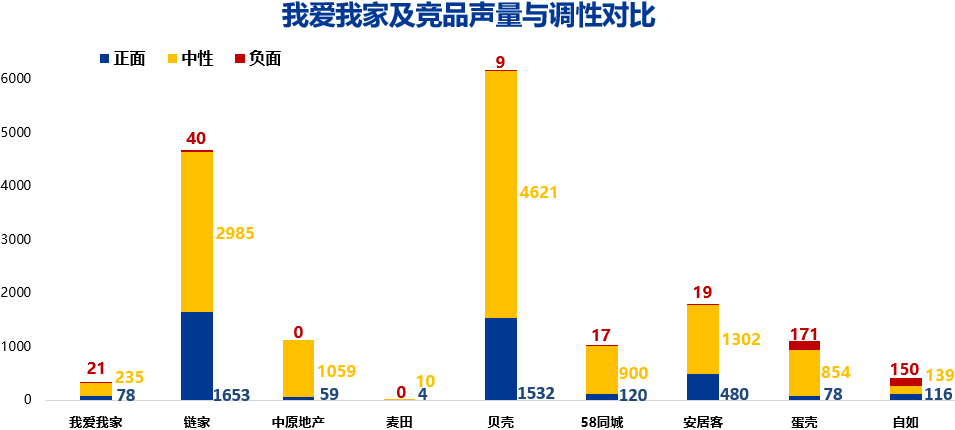 我爱我家及竞品声量与调性对比
正面 中性 负面
6000
5000
4000
3000
2000
1000
0
21 235 78
40 2985 1653
0 1059 59
0 10 4
9 4621 1532
17 900 120
19 1302 480
171 854 78
150 139 116
我爱我家 链家 中原地产 麦田 贝壳 58同城 安居客 蛋壳 自如